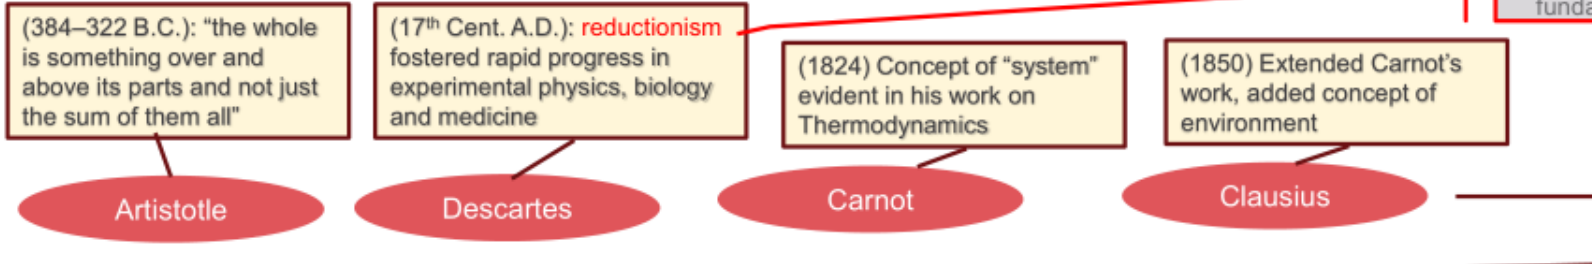 (384–322 B.C.): “the whole
is something over and
above its parts and not just
the sum of them all”
Artistotle
(17th Cent. A.D.): reductionism
fostered rapid progress in
experimental physics, biology
and medicine
Descartes
(1824) Concept of “system”
evident in his work on
Thermodynamics
Carnot
(1850) Extended Carnot’s
work, added concept of
environment
Clausius